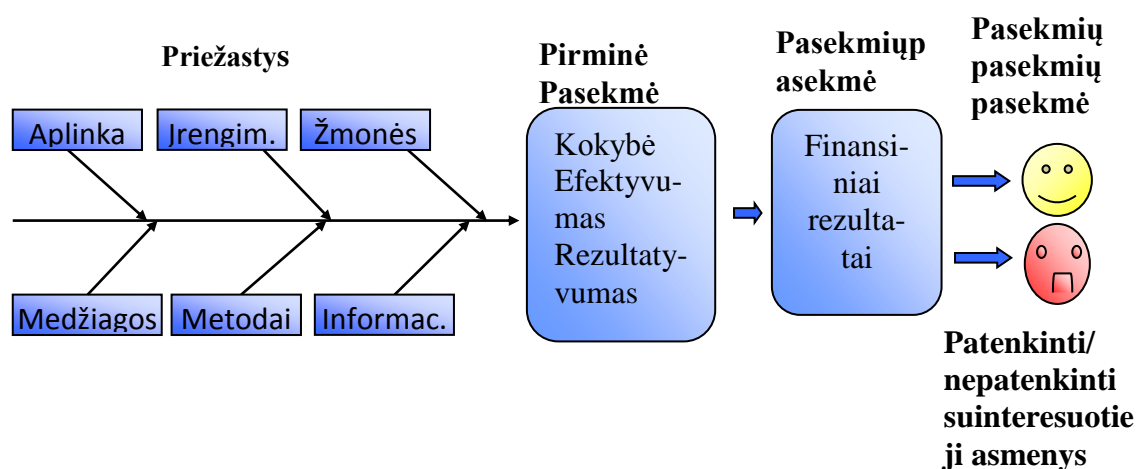 Priežastys
Aplinka
Įrengim.
Žmonės
Medžiagos
Metodai
Informac.
Pirminė
Pasekmė
Kokybė
Efektyvu-
mas
Rezultaty-
vumas
Pasekmiųp
asekmė
Finansi-
niai
rezulta-
tai
Pasekmių
pasekmių
pasekmė
Patenkinti/
nepatenkinti
suinteresuotie
ji asmenys